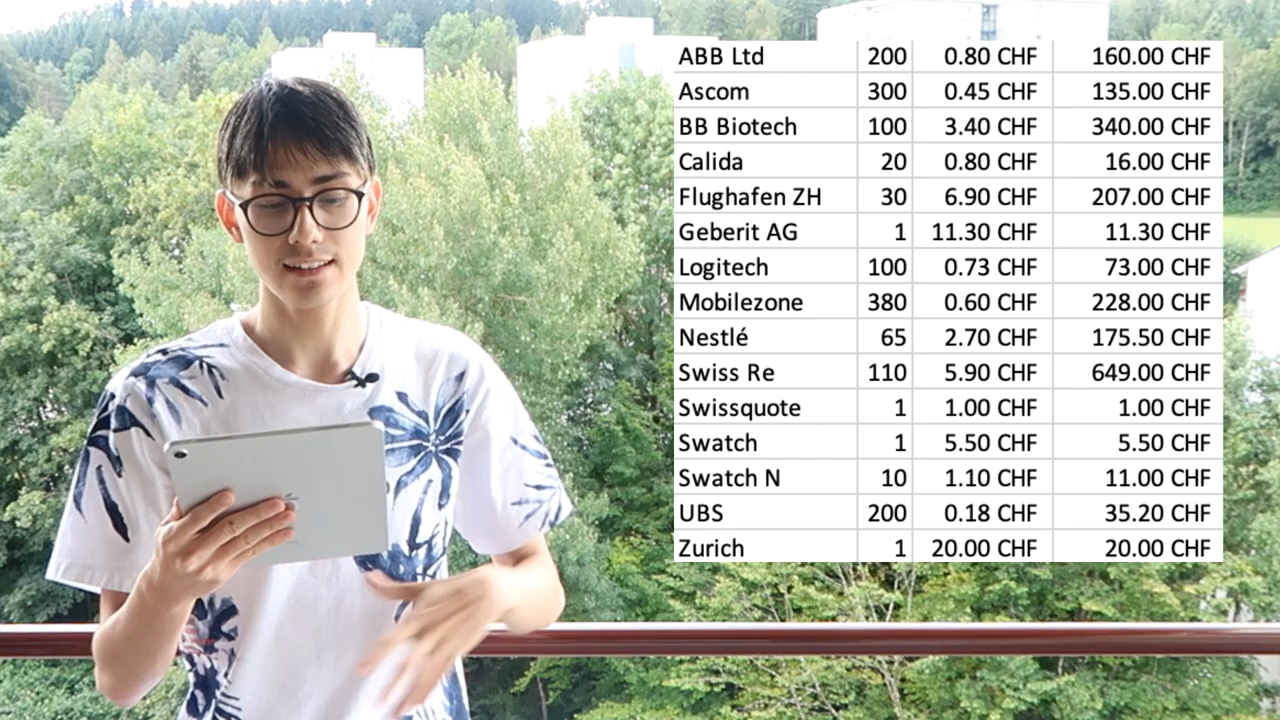 ABB Ltd 200 0.80 CHF 160.00 CHF
Ascom 300 0.45 CHF 135.00 CHF
BB Biotech 100 3.40 CHF 340.00 CHF
Calida 20 0.80 CHF 16.00 CHF
Flughafen ZH 30 6.90 CHF 207.00 CHF
Geberit AG 1 11.30 CHF 11.30 CHF
Logitech 100 0.73 CHF 73.00 CHF
Mobilezone 380 0.60 CHF 228.00 CHF
Nestlé 65 2.70 CHF 175.50 CHF
Swiss Re 110 5.90 CHF 649.00 CHF
Swissquote 1 1.00 CHF 1.00 CHF
Swatch 1 5.50 CHF 5.50 CHF
Swatch N 10 1.10 CHF 11.00 CHF
UBS 200 0.18 CHF 35.20 CHF
Zurich 1 20.00 CHF 20.00 CHF